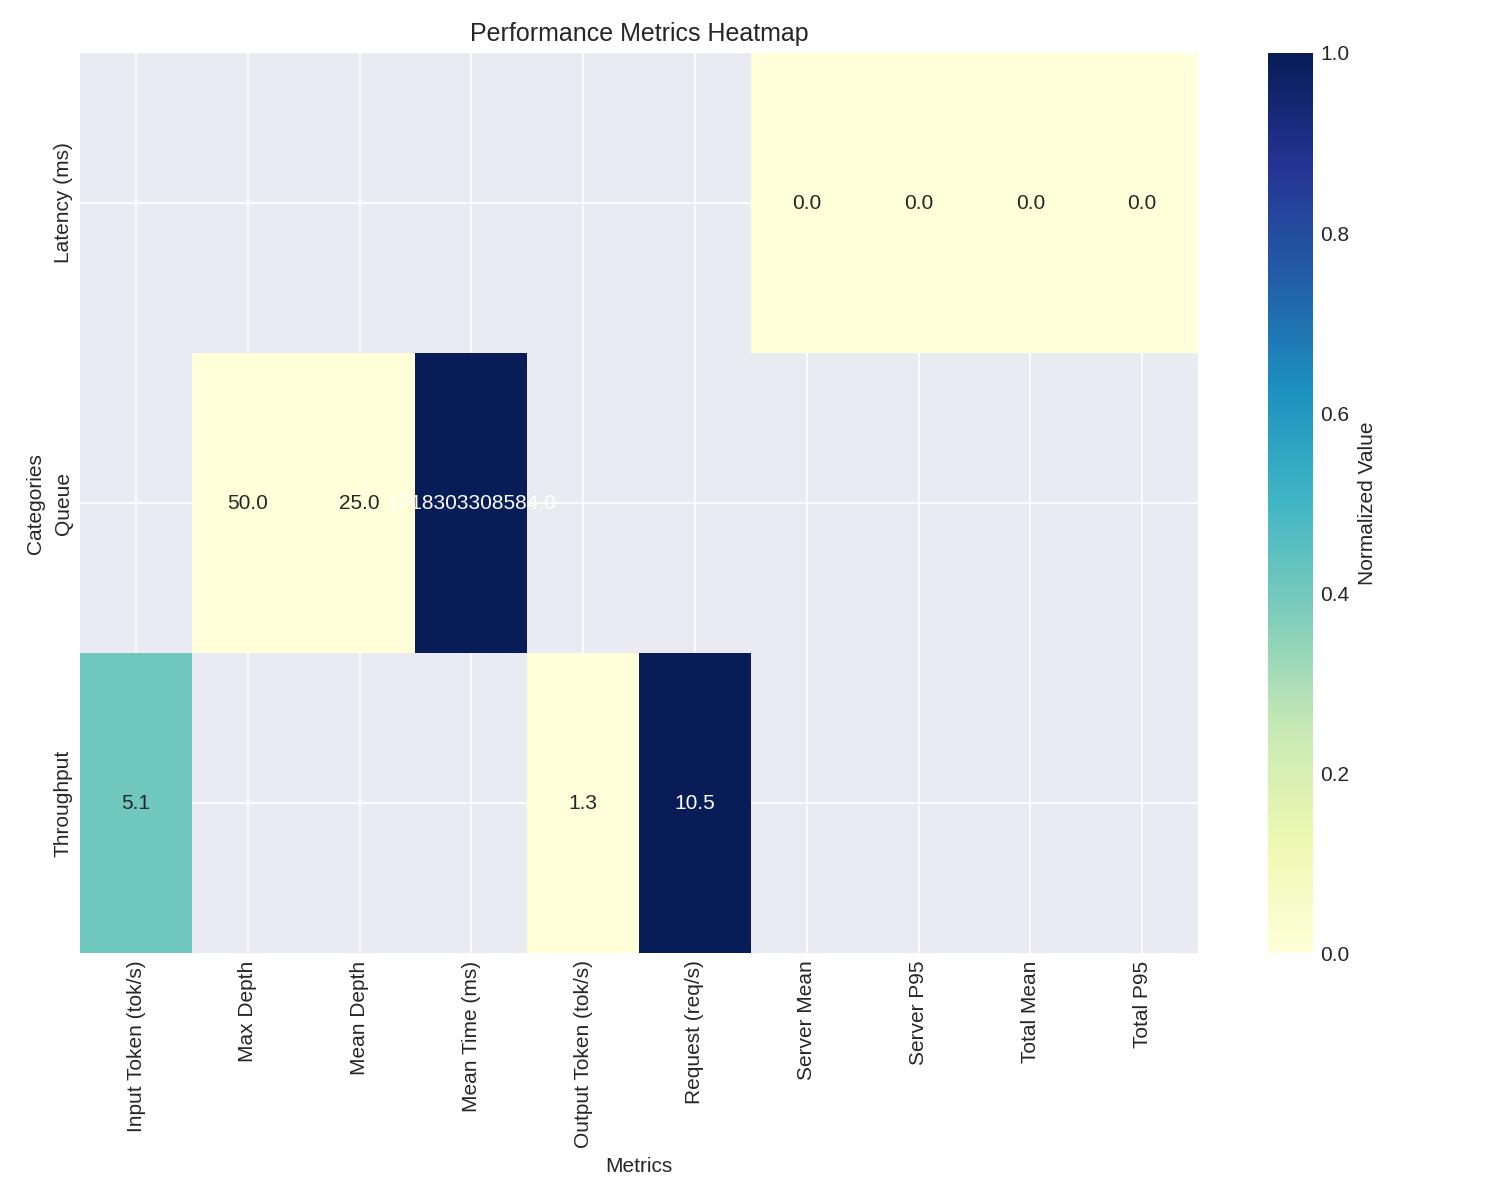 Performance Metrics Heatmap
Latency (ms)
Categories
Queue
Throughput
0.0 0.0 0.0 0.0
50.0 25.0 1718303308584.0
5.1 1.3 10.5
Input Token (tok/s)
Max Depth
Mean Depth
Mean Time (ms)
Output Token (tok/s)
Request (req/s)
Server Mean
Server P95
Total Mean
Total P95
Metrics
1.0
0.8
0.6
0.4
0.2
0.0
Normalized Value